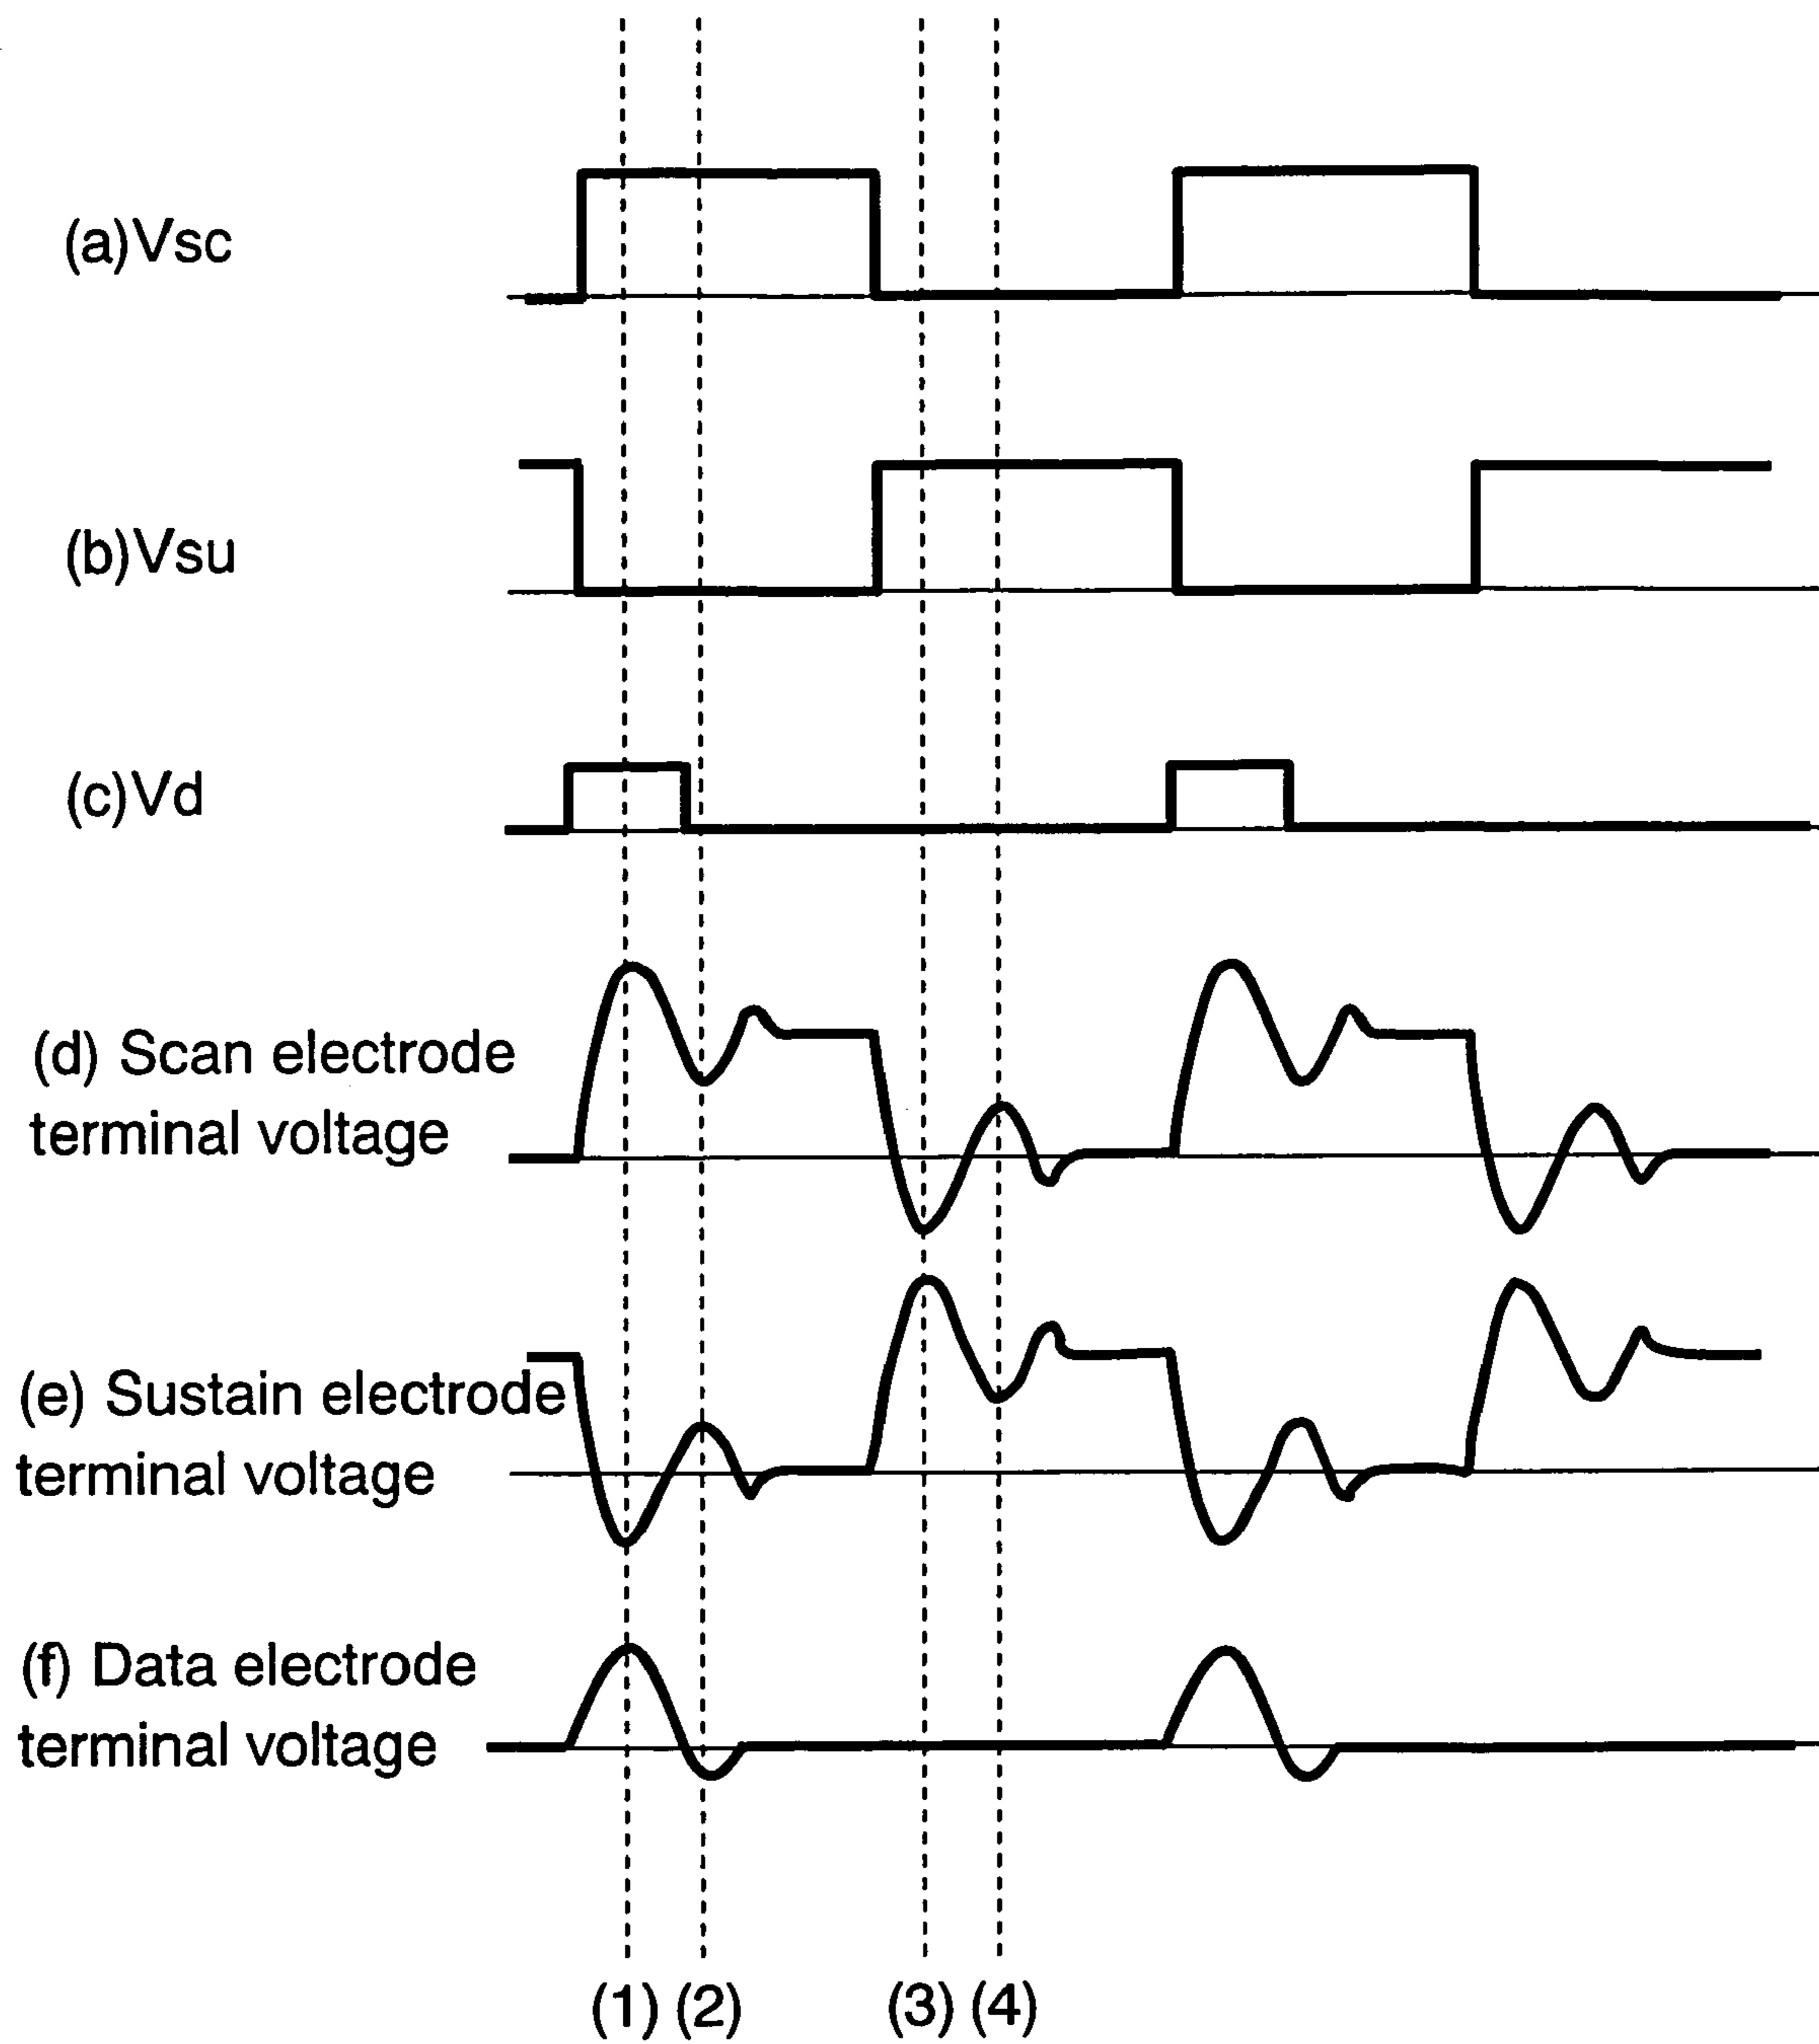 (a)Vsc
(b)Vsu
(c)Vd
(d) Scan electrode
terminal voltage
(e) Sustain electrode
terminal voltage
(f) Data electrode
terminal voltage
(1) (2) (3) (4)